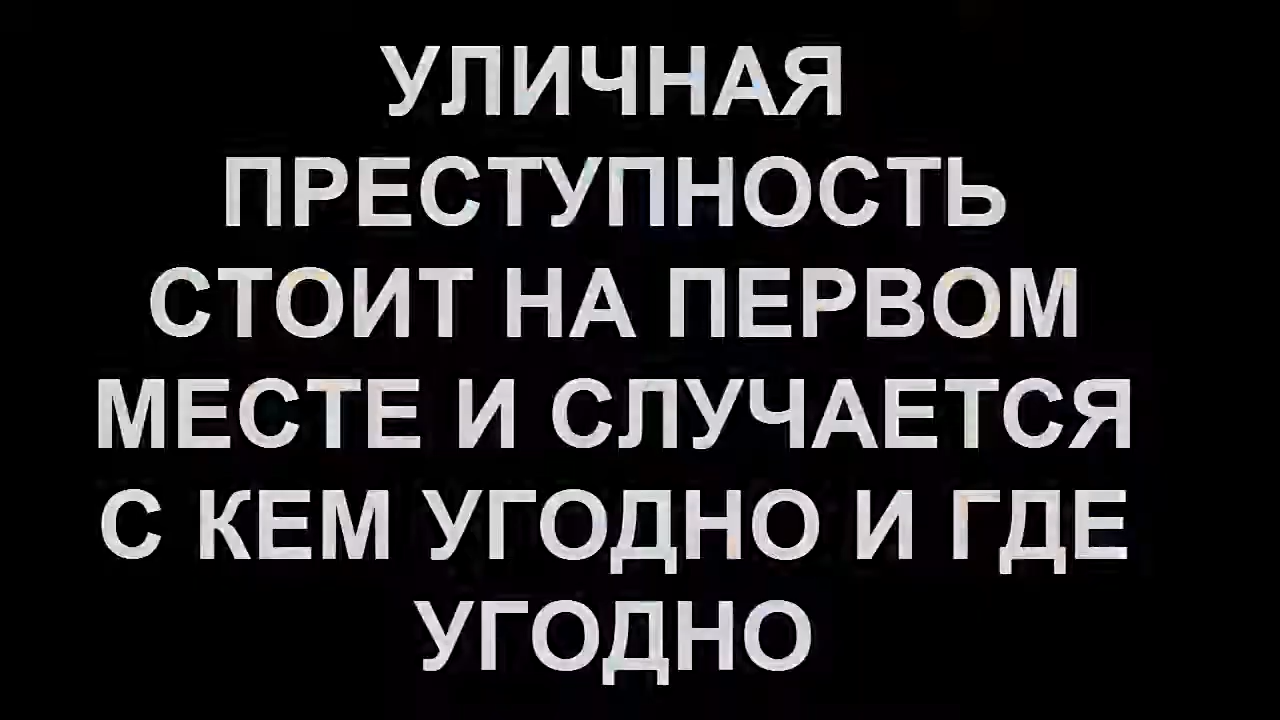 УЛИЧНАЯ
ПРЕСТУПНОСТЬ
СТОИТ НА ПЕРВОМ
МЕСТЕ И СЛУЧАЕТСЯ
С КЕМ УГОДНО И ГДЕ
УГОДНО